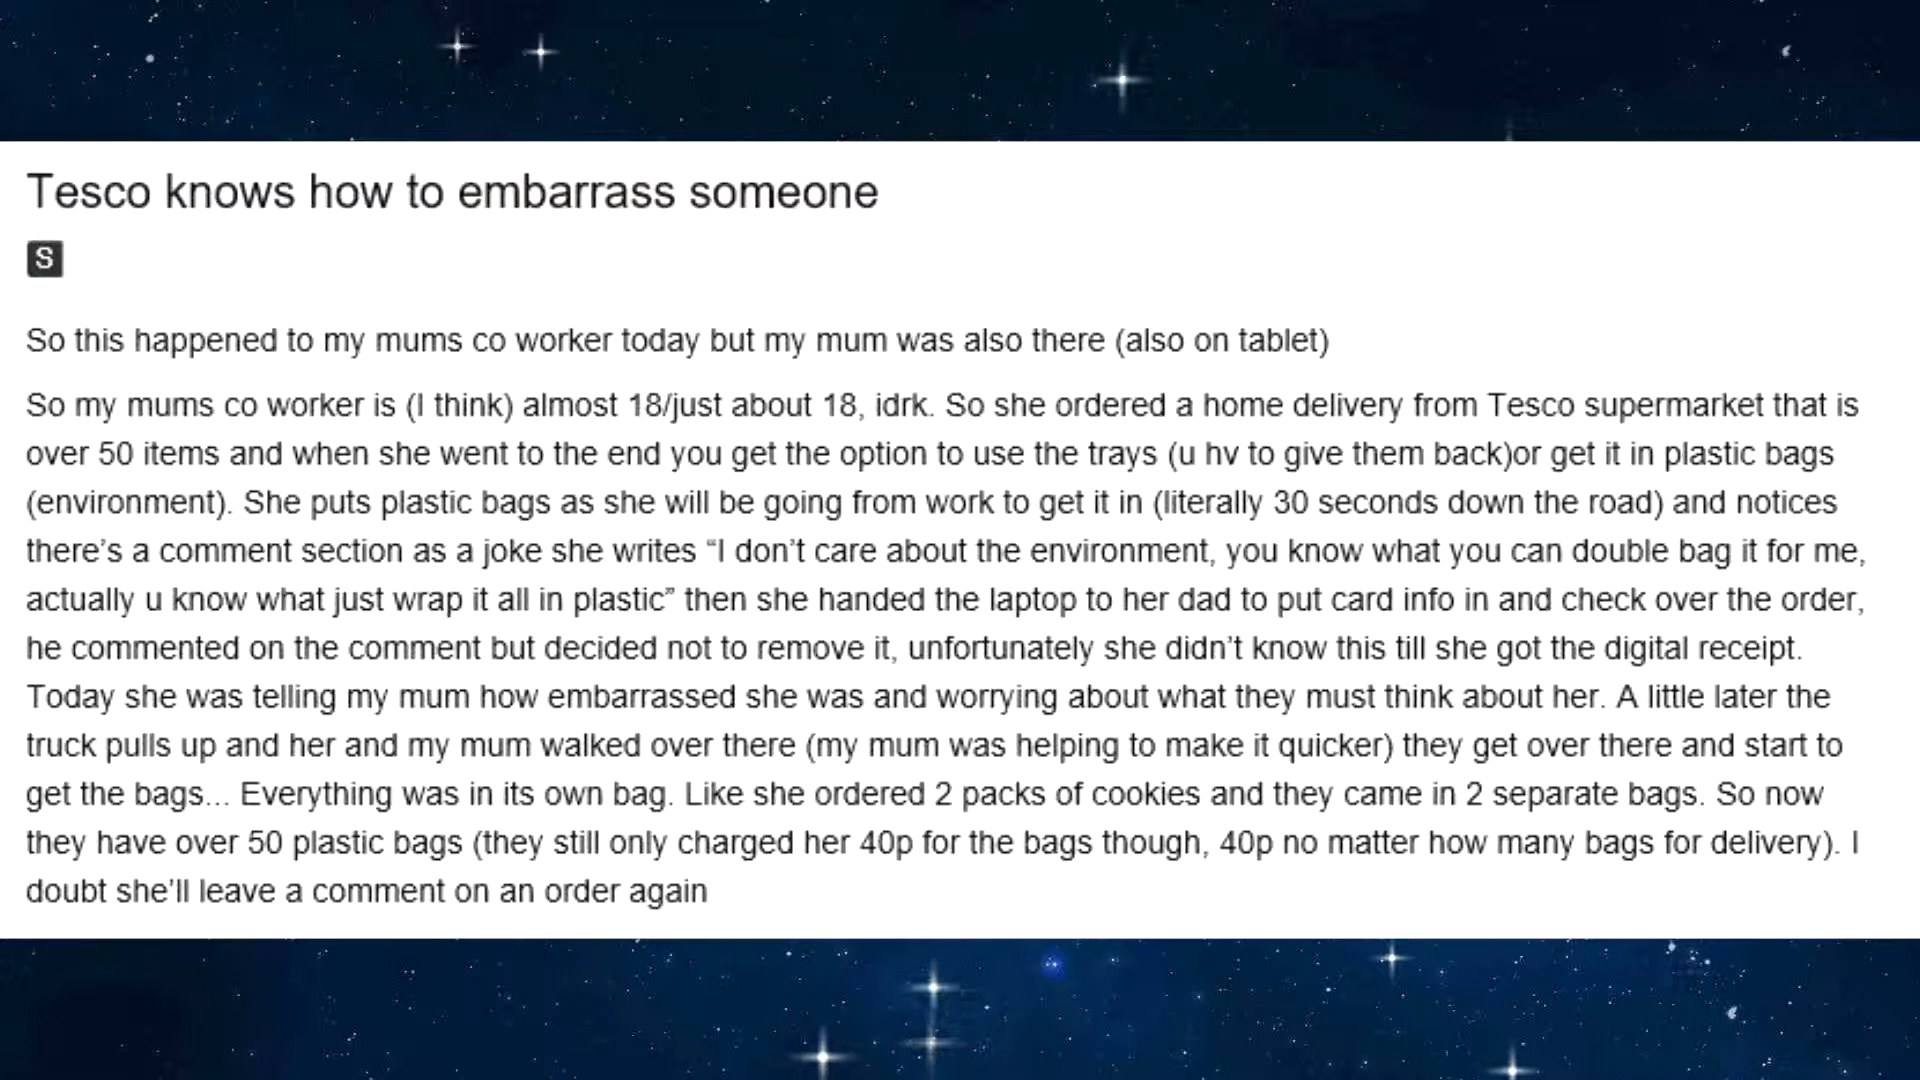 Tesco knows how to embarrass someone
S
So this happened to my mums co worker today but my mum was also there (also on tablet)
So my mums co worker is (I think) almost 18/just about 18, idrk. So she ordered a home delivery from Tesco supermarket that is
over 50 items and when she went to the end you get the option to use the trays (u hv to give them back)or get it in plastic bags
(environment). She puts plastic bags as she will be going from work to get it in (literally 30 seconds down the road) and notices
there’s a comment section as a joke she writes “I don’t care about the environment, you know what you can double bag it for me,
actually u know what just wrap it all in plastic” then she handed the laptop to her dad to put card info in and check over the order,
he commented on the comment but decided not to remove it, unfortunately she didn’t know this till she got the digital receipt.
Today she was telling my mum how embarrassed she was and worrying about what they must think about her. A little later the
truck pulls up and her and my mum walked over there (my mum was helping to make it quicker) they get over there and start to
get the bags... Everything was in its own bag. Like she ordered 2 packs of cookies and they came in 2 separate bags. So now
they have over 50 plastic bags (they still only charged her 40p for the bags though, 40p no matter how many bags for delivery). I
doubt she’ll leave a comment on an order again